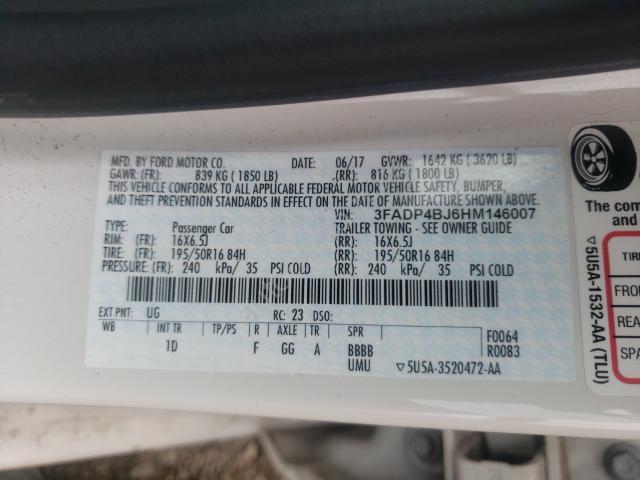 MFD. BY FORD MOTOR CO. DATE: 06/17 GVWR: 1642 KG ( 3620 LB)
GAWR: (FR): 839 KG ( 1850 LB) (RR): 816 KG ( 1800 LB)
THIS VEHICLE CONFORMS TO ALL APPLICABLE FEDERAL MOTOR VEHICLE SAFETY, BUMPER,
AND THEFT PREVENTION STANDARDS IN EFFECT ON THE DATE OF MANUFACTURE SHOWN ABOVE.
VIN: 3FADP4BJ6HM146007
TYPE: Passenger Car TRAILER TOWING - SEE OWNER GUIDE
RIM: (FR): 16X6.5J (RR): 16X6.5J
TIRE: (FR): 195/50R16 84H (RR): 195/50R16 84H
PRESSURE: (FR): 240 kPa/ 35 PSI COLD (RR): 240 kPa/ 35 PSI COLD
EXT PNT: UG RC: 23 DSO:
WB INT TR TP/PS R AXLE TR SPR
1D F GG A BBBB
UMU
F0064
R0083
▽5U5A-3520472-AA
The com
TIRE
FRO
REA
SPA
▽5U5A-1532-AA (TLU)